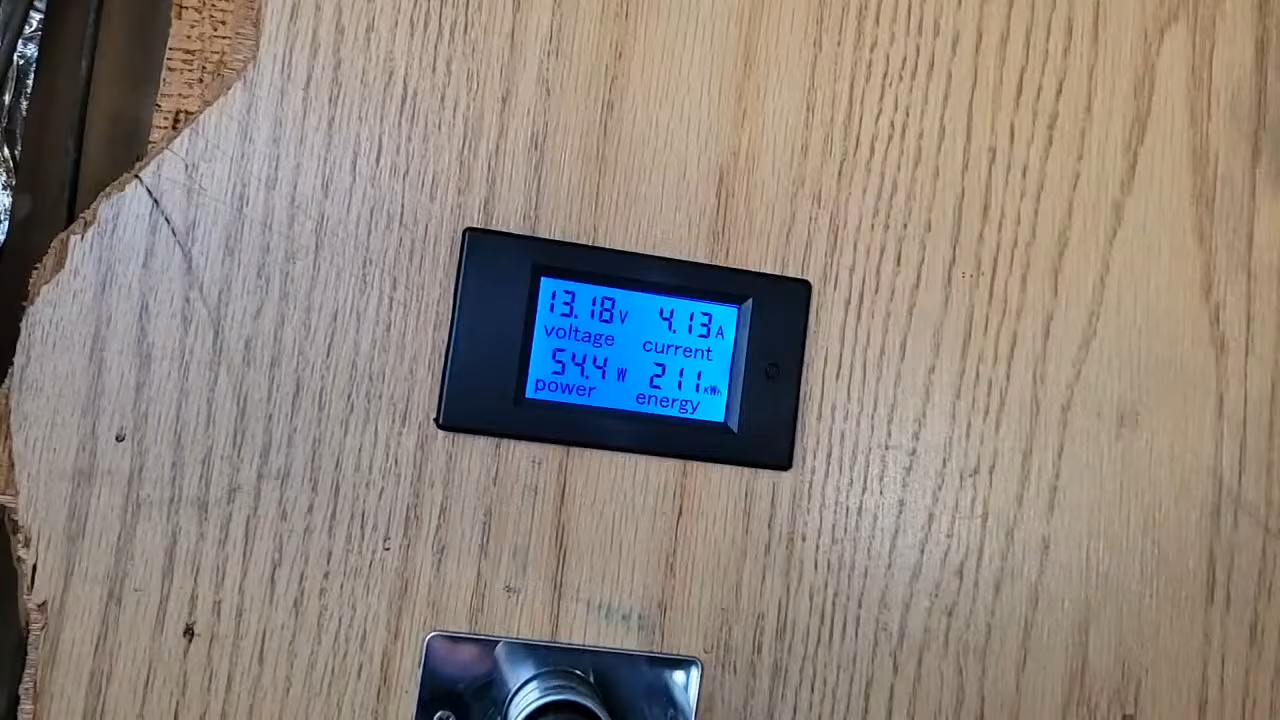 13.18V 4.13A
voltage current
54.4W 211kWh
power energy